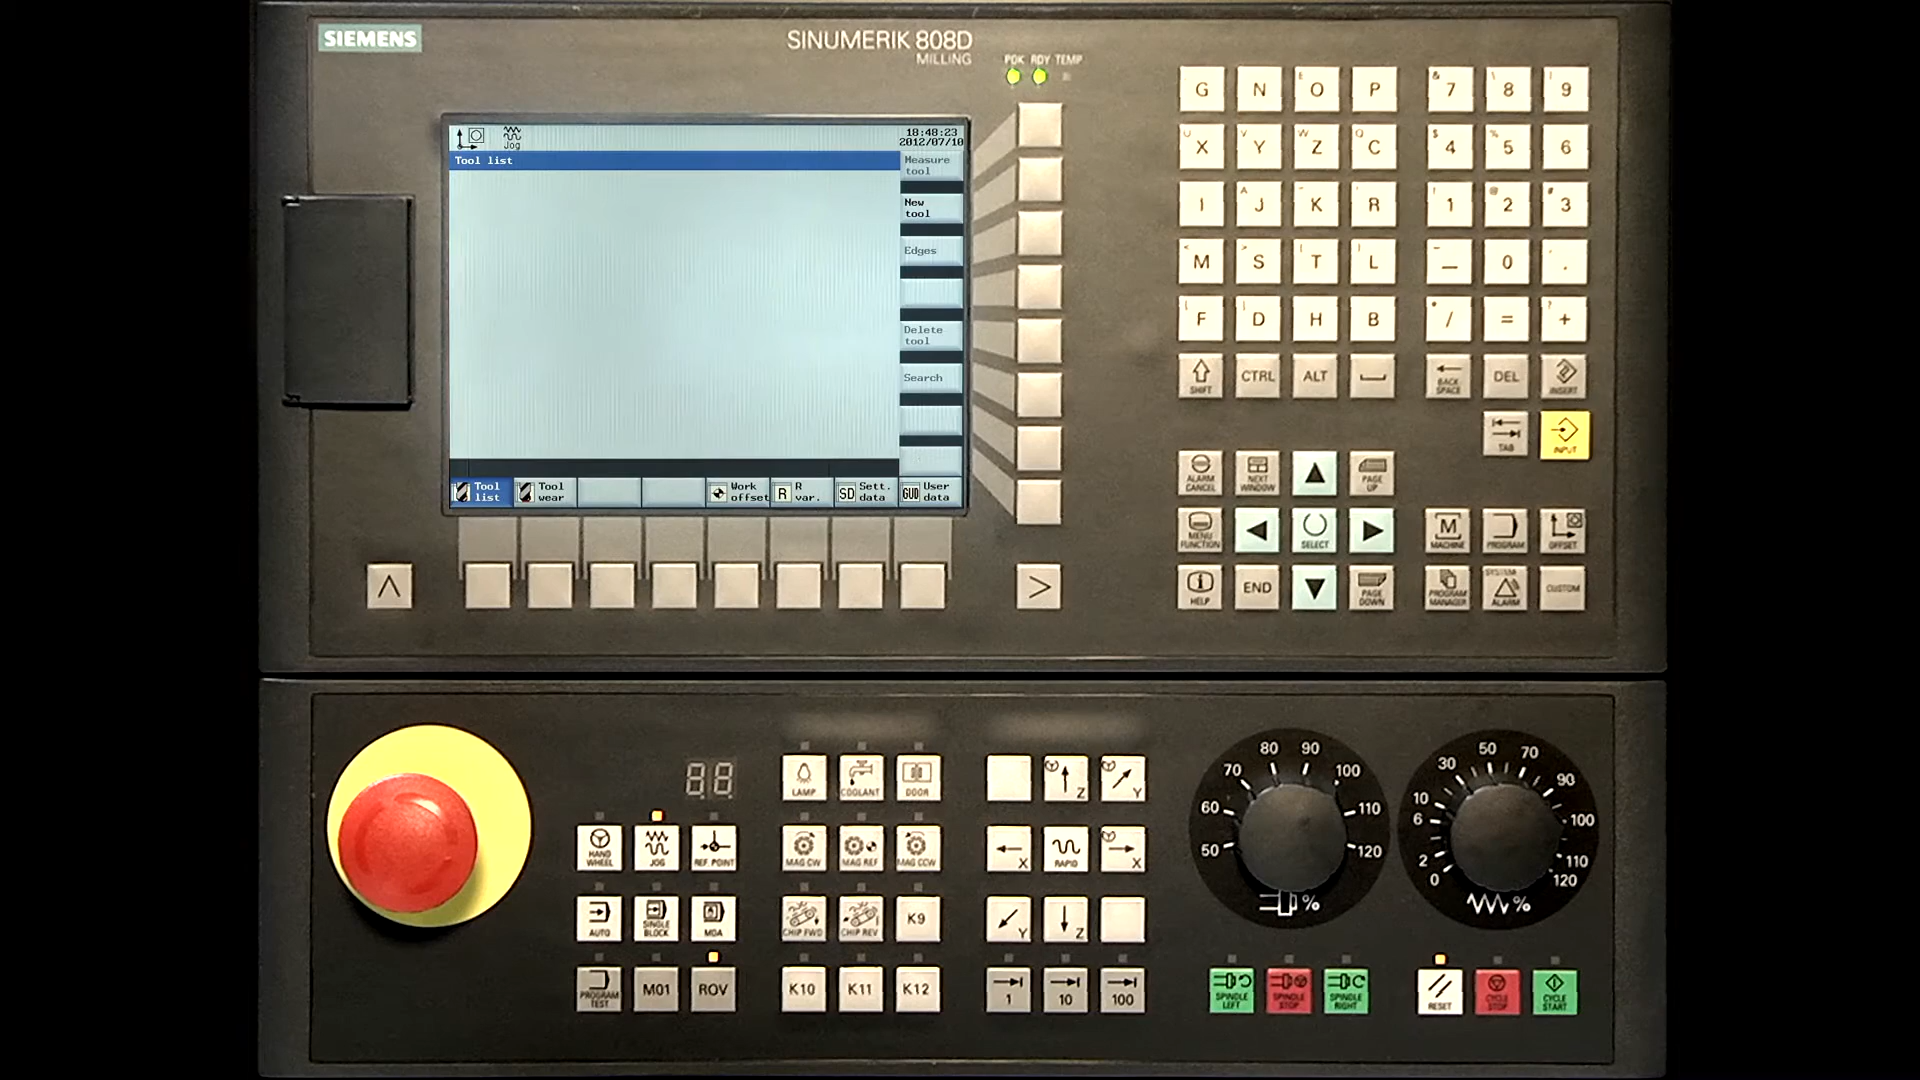 SIEMENS
SINUMERIK 808D
MILLING
POK RDY TEMP
Jog
18:48:23
2012/07/10
Tool list
Measure
tool
New
tool
Edges
Delete
tool
Search
Tool
list
Tool
wear
Work
offset
R
R
var.
SD
Sett.
data
GUD
User
data
G N O P 7 8 9
X Y Z C 4 5 6
I J K R 1 2 3
M S T L _ 0 .
F D H B / = +
SHIFT CTRL ALT BACK SPACE DEL INSERT
TAB INPUT
ALARM CANCEL NEXT WINDOW PAGE UP
MENU FUNCTION SELECT M MACHINE PROGRAM OFFSET
HELP END PAGE DOWN PROGRAM MANAGER SYSTEM ALARM CUSTOM
LAMP COOLANT DOOR
Z Y
HAND WHEEL JOG REF. POINT
MAG CW MAG REF MAG CCW
X RAPID X
AUTO SINGLE BLOCK MDA
CHIP FWD CHIP REV K9
Y Z
PROGRAM TEST M01 ROV
K10 K11 K12
1 10 100
50 60 70 80 90 100 110 120
%
0 2 6 10 30 50 70 90 100 110 120
%
SPINDLE LEFT SPINDLE STOP SPINDLE RIGHT
RESET CYCLE STOP CYCLE START